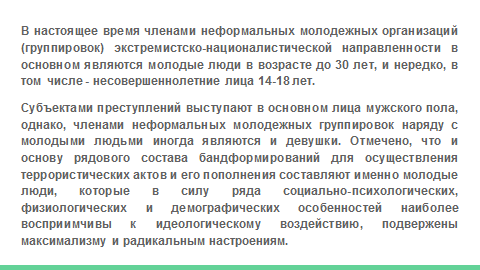 В настоящее время членами неформальных молодежных организаций
(группировок) экстремистско-националистической направленности в
основном являются молодые люди в возрасте до 30 лет, и нередко, в
том числе - несовершеннолетние лица 14-18 лет.
Субъектами преступлений выступают в основном лица мужского пола,
однако, членами неформальных молодежных группировок наряду с
молодыми людьми иногда являются и девушки. Отмечено, что и
основу рядового состава бандформирований для осуществления
террористических актов и его пополнения составляют именно молодые
люди, которые в силу ряда социально-психологических,
физиологических и демографических особенностей наиболее
восприимчивы к идеологическому воздействию, подвержены
максимализму и радикальным настроениям.